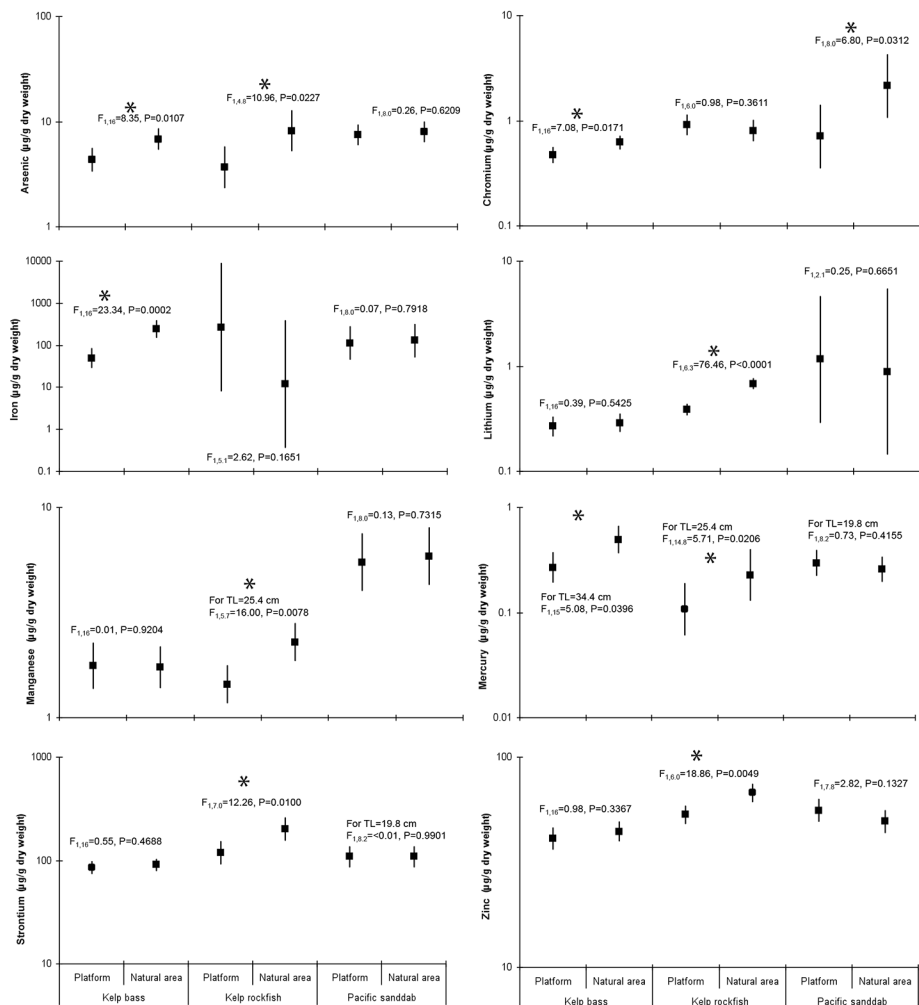 100
10
1
Arsenic (µg/g dry weight)
*
F1,16=8.35, P=0.0107
*
F1,4.8=10.96, P=0.0227
F1,8.0=0.26, P=0.6209
10
1
0.1
Chromium (µg/g dry weight)
*
F1,16=7.08, P=0.0171
F1,6.0=0.98, P=0.3611
*
F1,8.0=6.80, P=0.0312
10000
1000
100
10
1
0.1
Iron (µg/g dry weight)
*
F1,16=23.34, P=0.0002
F1,5.1=2.62, P=0.1651
F1,8.0=0.07, P=0.7918
10
1
0.1
Lithium (µg/g dry weight)
F1,16=0.39, P=0.5425
*
F1,6.3=76.46, P<0.0001
F1,2.1=0.25, P=0.6651
10
1
Manganese (µg/g dry weight)
F1,16=0.01, P=0.9204
*
For TL=25.4 cm
F1,5.7=16.00, P=0.0078
F1,8.0=0.13, P=0.7315
1
0.1
0.01
Mercury (µg/g dry weight)
*
For TL=34.4 cm
F1,15=5.08, P=0.0396
For TL=25.4 cm
F1,14.8=5.71, P=0.0206
*
For TL=19.8 cm
F1,8.2=0.73, P=0.4155
1000
100
10
Strontium (µg/g dry weight)
F1,16=0.55, P=0.4688
*
F1,7.0=12.26, P=0.0100
For TL=19.8 cm
F1,8.2=<0.01, P=0.9901
Platform Natural area Platform Natural area Platform Natural area
Kelp bass Kelp rockfish Pacific sanddab
100
10
Zinc (µg/g dry weight)
F1,16=0.98, P=0.3367
*
F1,6.0=18.86, P=0.0049
F1,7.8=2.82, P=0.1327
Platform Natural area Platform Natural area Platform Natural area
Kelp bass Kelp rockfish Pacific sanddab